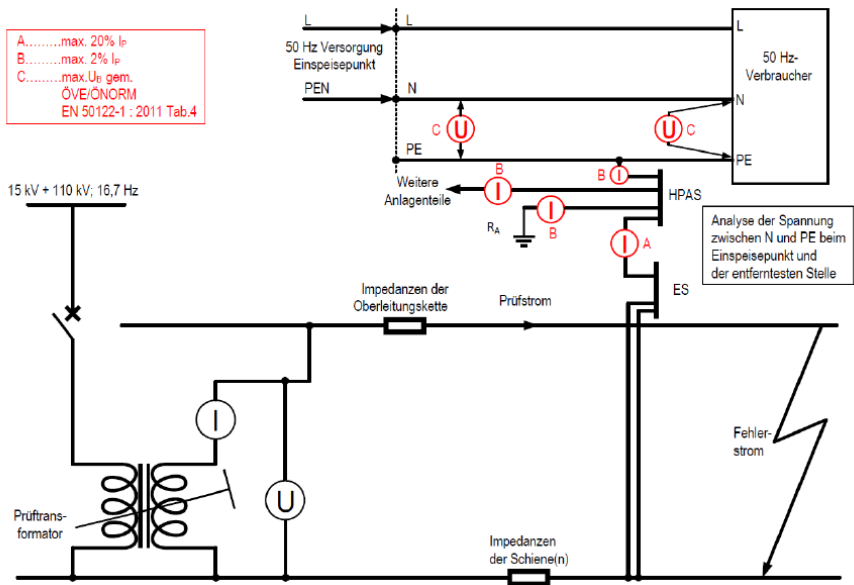 A.........max. 20% IP
B.........max. 2% IP
C.........max.UB gem.
ÖVE/ÖNORM
EN 50122-1 : 2011 Tab.4
L
L
L
50 Hz Versorgung
Einspeisepunkt
50 Hz-
Verbraucher
PEN
N
N
C
U
U
C
PE
PE
B
I
B
I
Weitere
Anlagenteile
HPAS
I
B
RA
I
A
Analyse der Spannung
zwischen N und PE beim
Einspeisepunkt und
der entferntesten Stelle
15 kV + 110 kV; 16,7 Hz
ES
Impedanzen der
Oberleitungskette
Prüfstrom
I
U
Fehler-
strom
Prüftrans-
formator
Impedanzen
der Schiene(n)